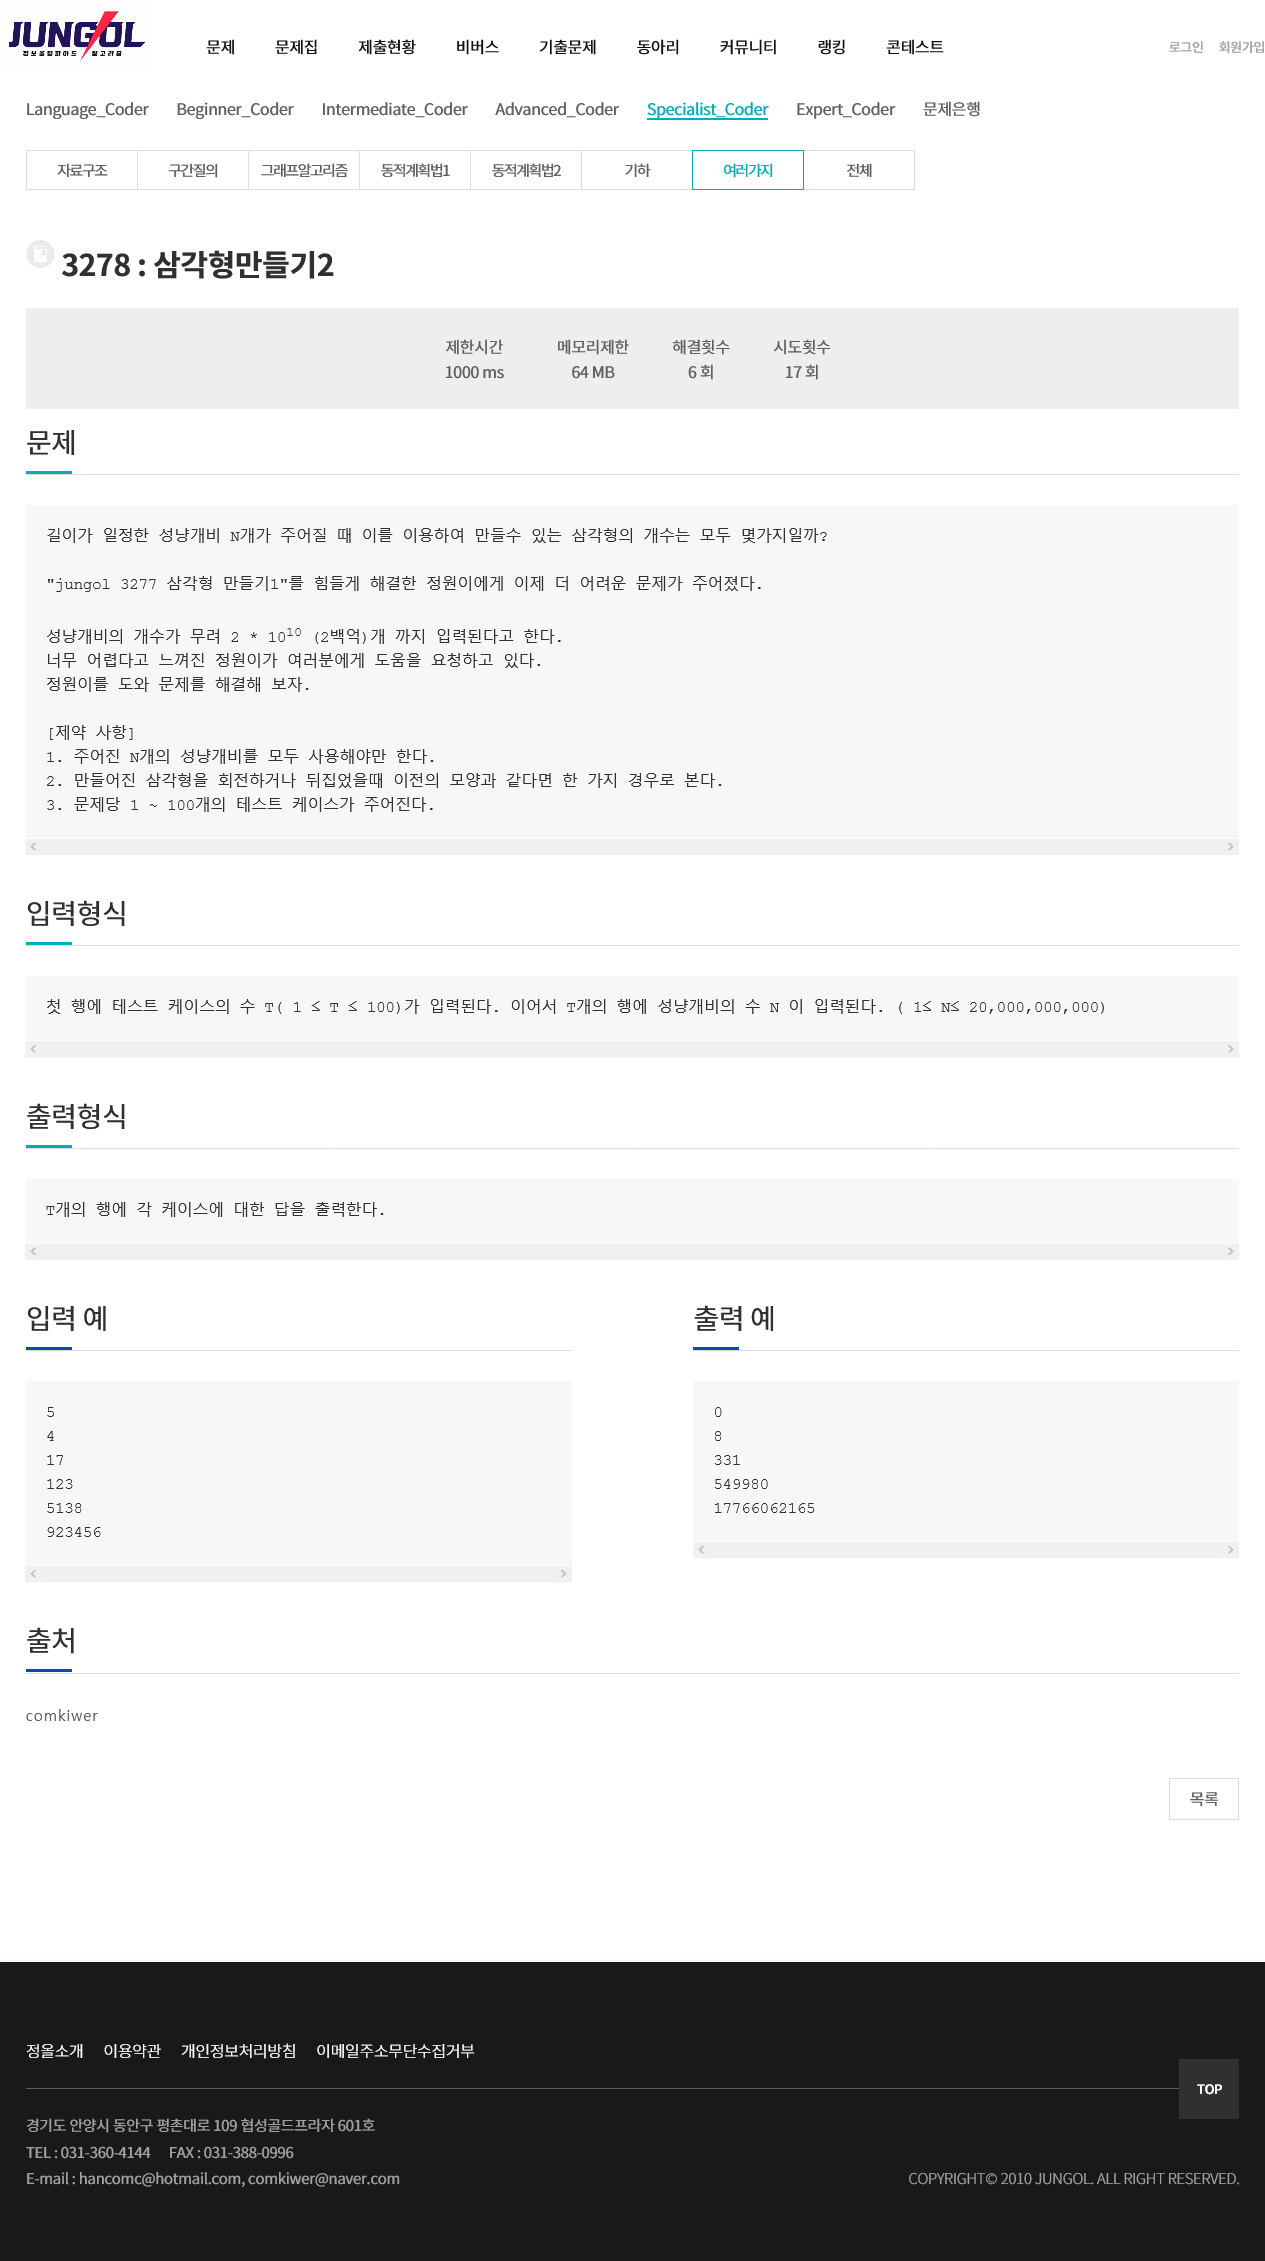 JUNGOL
정보올림피아드 알고리즘
문제 문제집 제출현황 비버스 기출문제 동아리 커뮤니티 랭킹 콘테스트 로그인 회원가입
Language_Coder Beginner_Coder Intermediate_Coder Advanced_Coder Specialist_Coder Expert_Coder 문제은행
자료구조 구간질의 그래프알고리즘 동적계획법1 동적계획법2 기하 여러가지 전체
3278 : 삼각형만들기2
제한시간 메모리제한 해결횟수 시도횟수
1000 ms 64 MB 6 회 17 회
문제
길이가 일정한 성냥개비 N개가 주어질 때 이를 이용하여 만들수 있는 삼각형의 개수는 모두 몇가지일까?
"jungol 3277 삼각형 만들기1"를 힘들게 해결한 정원이에게 이제 더 어려운 문제가 주어졌다.
성냥개비의 개수가 무려 2 * 10¹⁰ (2백억)개 까지 입력된다고 한다.
너무 어렵다고 느껴진 정원이가 여러분에게 도움을 요청하고 있다.
정원이를 도와 문제를 해결해 보자.
[제약 사항]
1. 주어진 N개의 성냥개비를 모두 사용해야만 한다.
2. 만들어진 삼각형을 회전하거나 뒤집었을때 이전의 모양과 같다면 한 가지 경우로 본다.
3. 문제당 1 ~ 100개의 테스트 케이스가 주어진다.
입력형식
첫 행에 테스트 케이스의 수 T( 1 ≤ T ≤ 100)가 입력된다. 이어서 T개의 행에 성냥개비의 수 N 이 입력된다. ( 1≤ N≤ 20,000,000,000)
출력형식
T개의 행에 각 케이스에 대한 답을 출력한다.
입력 예
5
4
17
123
5138
923456
출력 예
0
8
331
549980
17766062165
출처
comkiwer
목록
정올소개 이용약관 개인정보처리방침 이메일주소무단수집거부
TOP
경기도 안양시 동안구 평촌대로 109 협성골드프라자 601호
TEL : 031-360-4144 FAX : 031-388-0996
E-mail : hancomc@hotmail.com, comkiwer@naver.com
COPYRIGHT© 2010 JUNGOL. ALL RIGHT RESERVED.